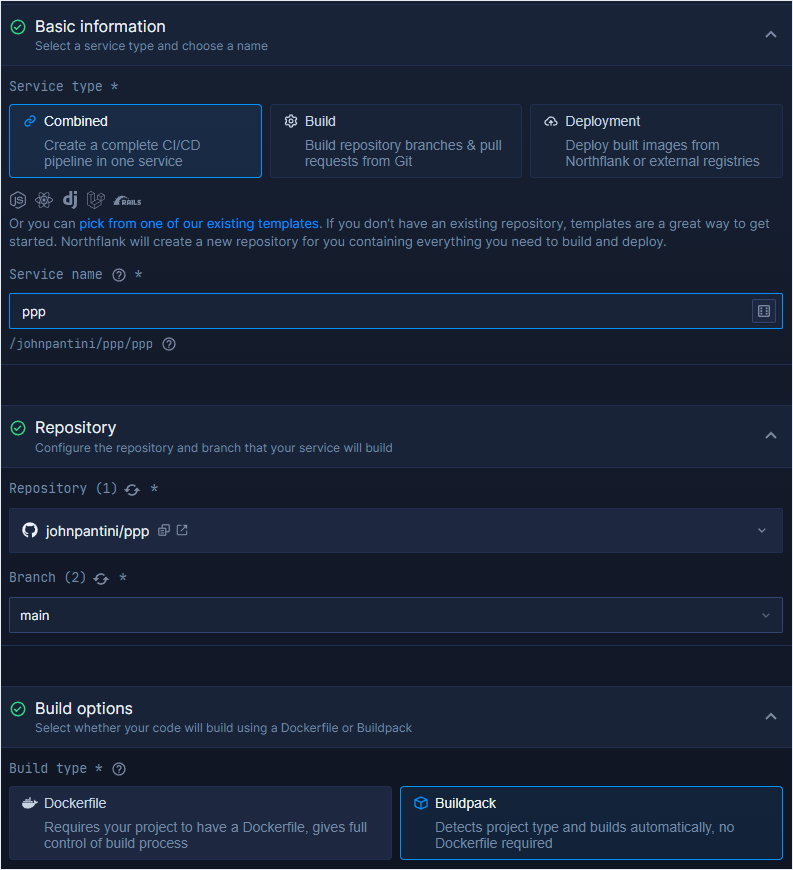 Basic information
Select a service type and choose a name
Service type *
Combined
Create a complete CI/CD
pipeline in one service
Build
Build repository branches & pull
requests from Git
Deployment
Deploy built images from
Northflank or external registries
JS dj RAILS
Or you can pick from one of our existing templates. If you don’t have an existing repository, templates are a great way to get
started. Northflank will create a new repository for you containing everything you need to build and deploy.
Service name ? *
ppp
/johnpantini/ppp/ppp ?
Repository
Configure the repository and branch that your service will build
Repository (1) *
johnpantini/ppp
Branch (2) *
main
Build options
Select whether your code will build using a Dockerfile or Buildpack
Build type * ?
Dockerfile
Requires your project to have a Dockerfile, gives full
control of build process
Buildpack
Detects project type and builds automatically, no
Dockerfile required